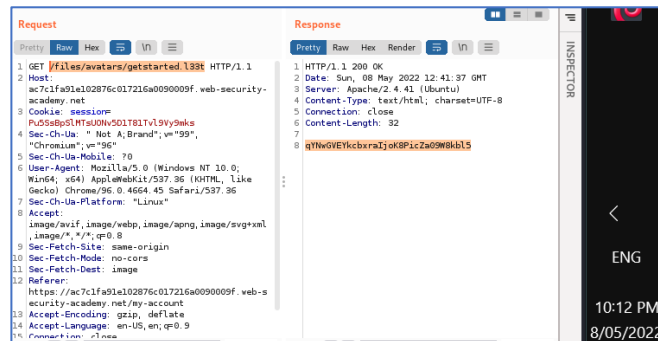 Request
Pretty Raw Hex \n
1 GET /files/avatars/getstarted.l33t HTTP/1.1
2 Host:
ac7c1fa91e102876c017216a0090009f.web-security-
academy.net
3 Cookie: session=
Pu5SsBpSlMTsUONv5D1T81Tvl9Vy9mks
4 Sec-Ch-Ua: " Not A;Brand";v="99",
"Chromium";v="96"
5 Sec-Ch-Ua-Mobile: ?0
6 User-Agent: Mozilla/5.0 (Windows NT 10.0;
Win64; x64) AppleWebKit/537.36 (KHTML, like
Gecko) Chrome/96.0.4664.45 Safari/537.36
7 Sec-Ch-Ua-Platform: "Linux"
8 Accept:
image/avif,image/webp,image/apng,image/svg+xml
,image/*,*/*;q=0.8
9 Sec-Fetch-Site: same-origin
10 Sec-Fetch-Mode: no-cors
11 Sec-Fetch-Dest: image
12 Referer:
https://ac7c1fa91e102876c017216a0090009f.web-s
ecurity-academy.net/my-account
13 Accept-Encoding: gzip, deflate
14 Accept-Language: en-US,en;q=0.9
15 Connection: close
Response
Pretty Raw Hex Render \n
1 HTTP/1.1 200 OK
2 Date: Sun, 08 May 2022 12:41:37 GMT
3 Server: Apache/2.4.41 (Ubuntu)
4 Content-Type: text/html; charset=UTF-8
5 Connection: close
6 Content-Length: 32
7
8 qYNwGVEYkcbxraIjoK8PicZa09W8kbl5
INSPECTOR
ENG
10:12 PM
8/05/2022